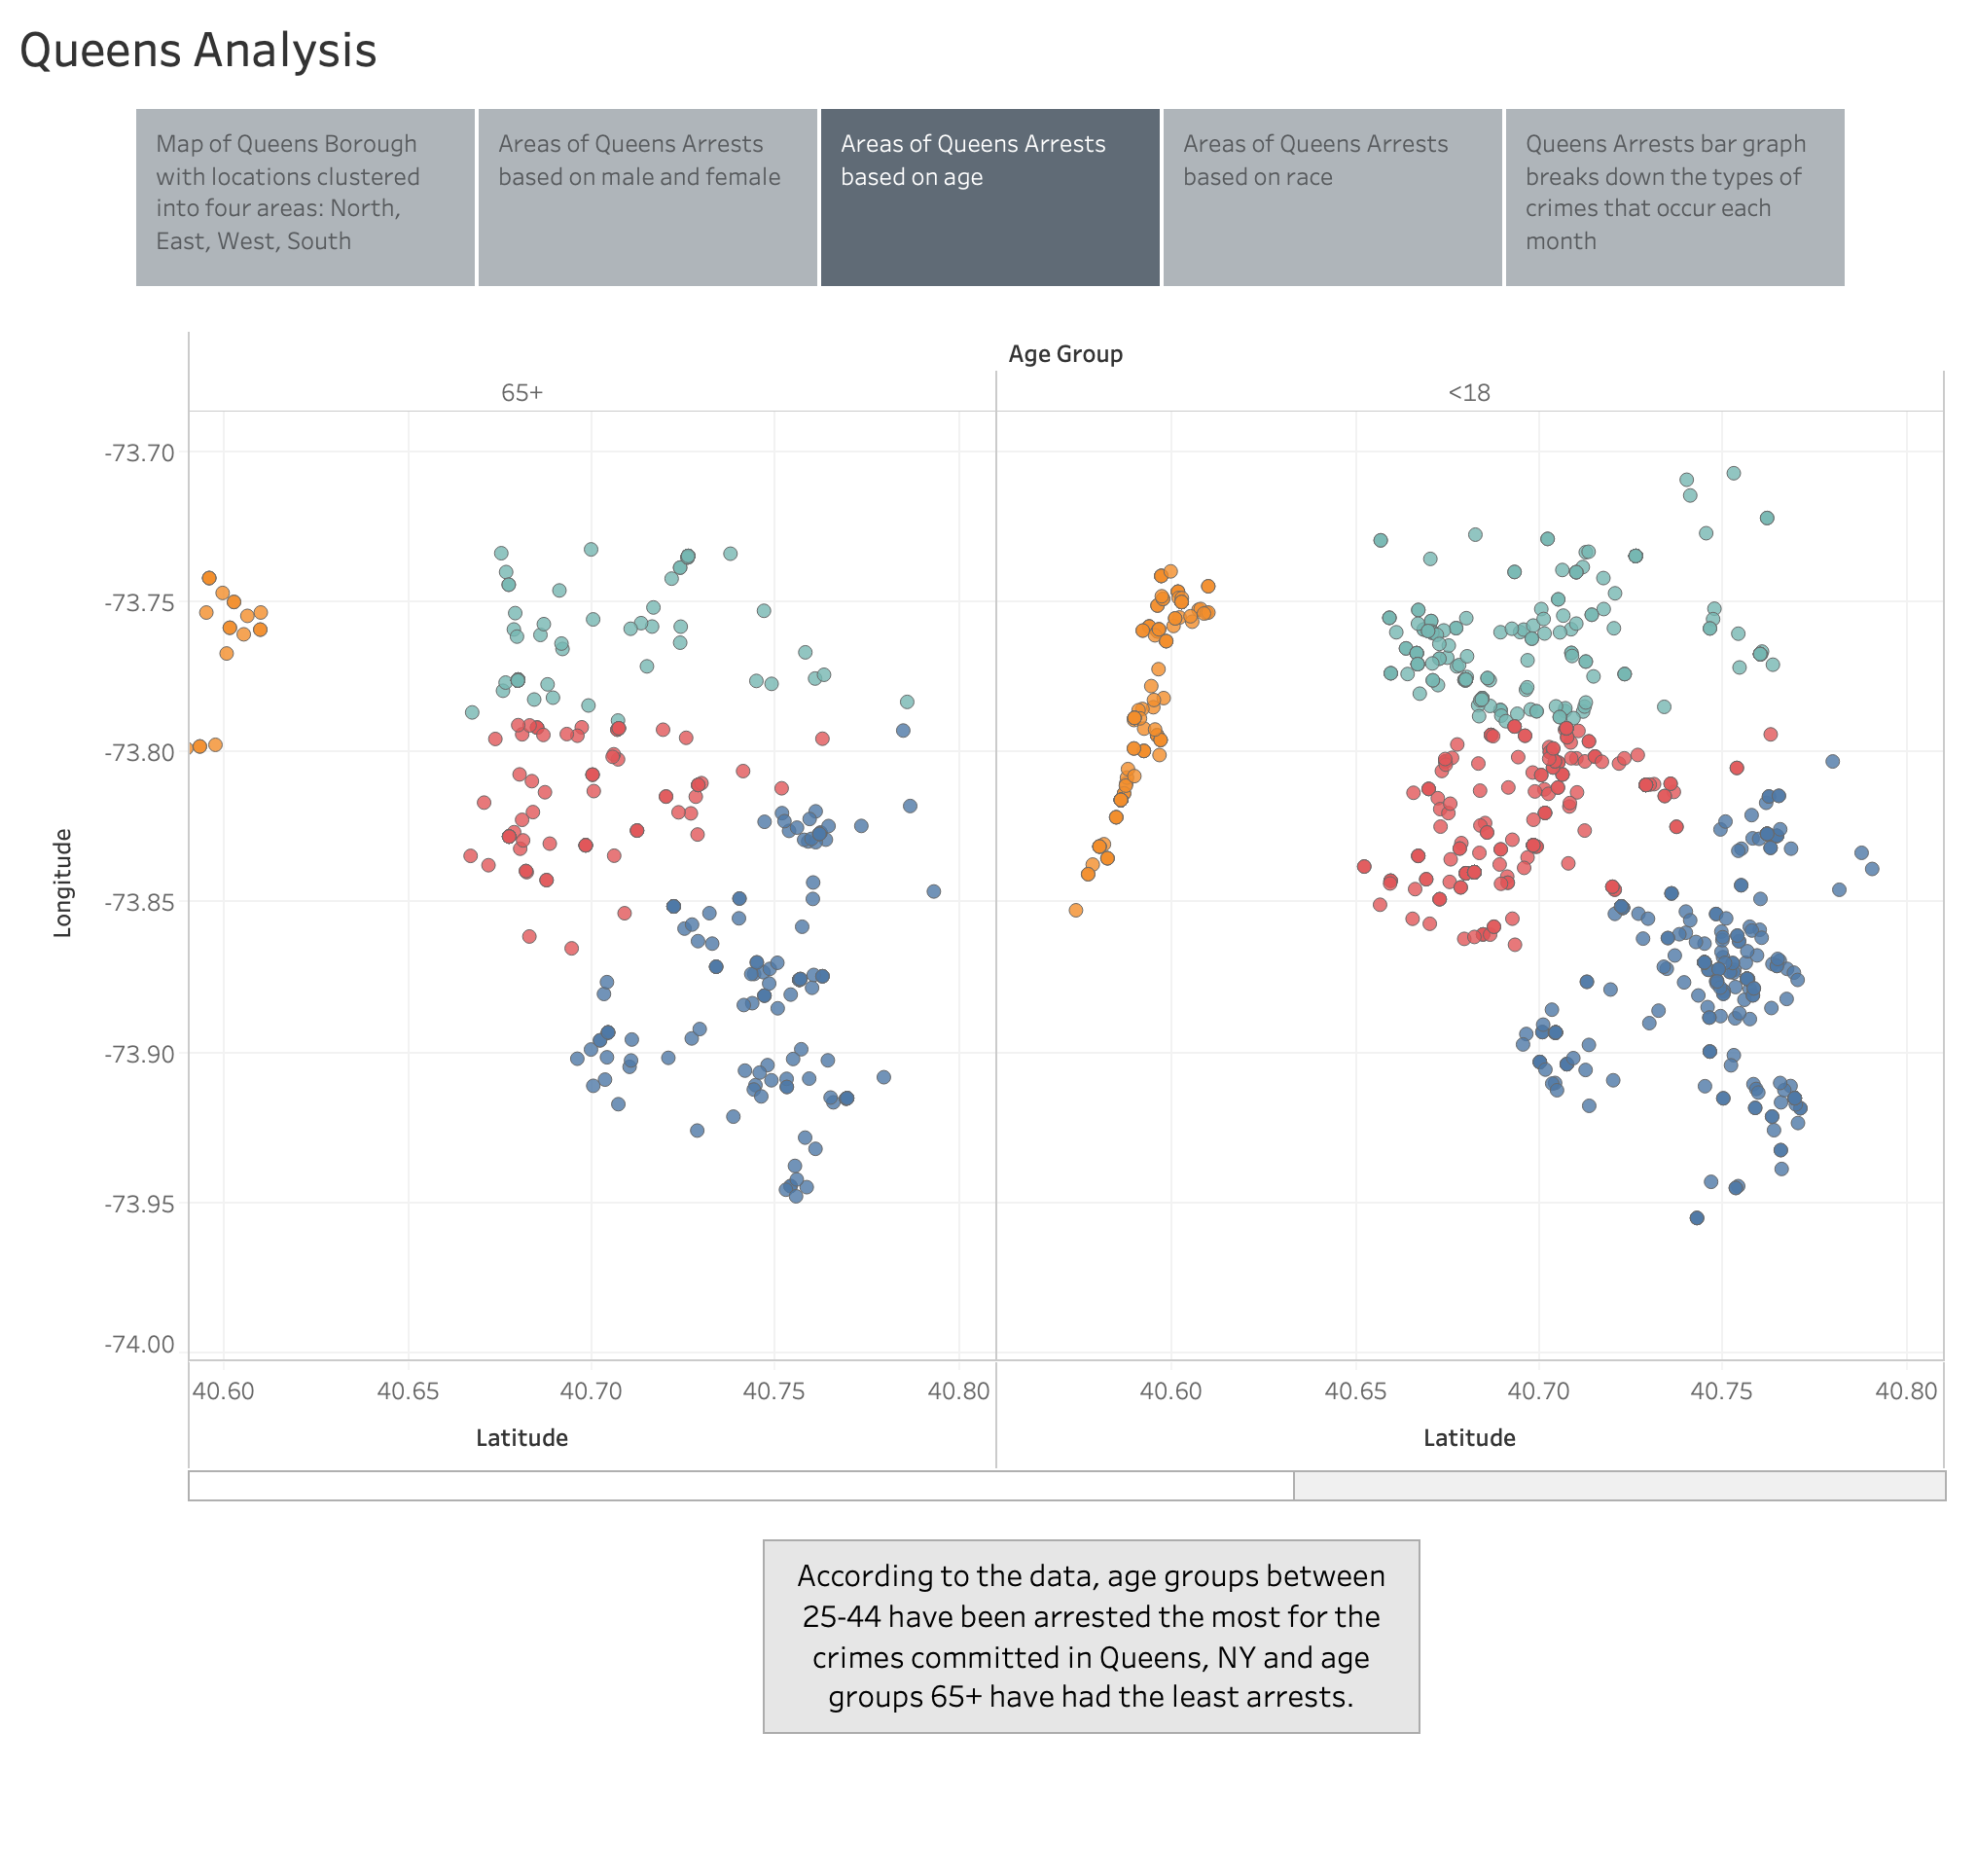 Queens Analysis
Map of Queens Borough
with locations clustered
into four areas: North,
East, West, South
Areas of Queens Arrests
based on male and female
Areas of Queens Arrests
based on age
Areas of Queens Arrests
based on race
Queens Arrests bar graph
breaks down the types of
crimes that occur each
month
Age Group
65+ <18
-73.70
-73.75
-73.80
-73.85
-73.90
-73.95
-74.00
Longitude
40.60 40.65 40.70 40.75 40.80 40.60 40.65 40.70 40.75 40.80
Latitude Latitude
According to the data, age groups between
25-44 have been arrested the most for the
crimes committed in Queens, NY and age
groups 65+ have had the least arrests.